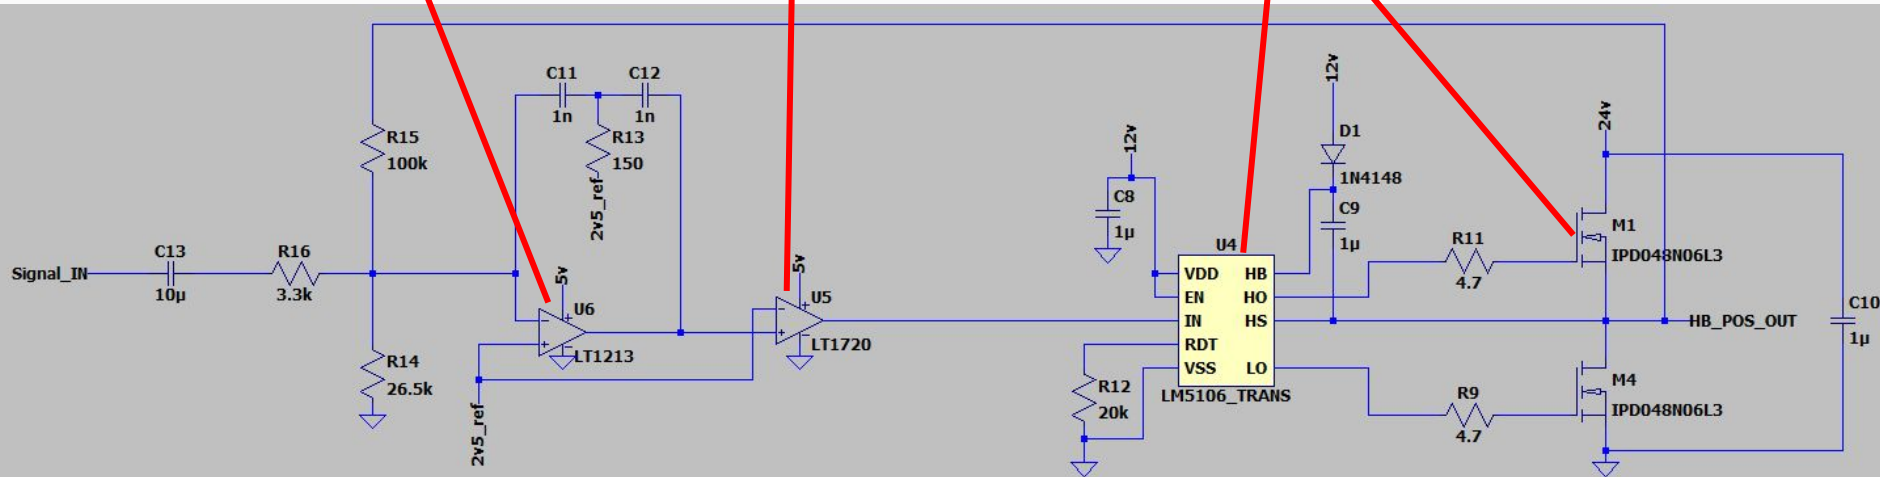 Signal_IN
C13
10µ
R16
3.3k
R15
100k
R14
26.5k
C11
1n
C12
1n
R13
150
2v5_ref
5v
U6
LT1213
2v5_ref
5v
U5
LT1720
12v
C8
1µ
R12
20k
U4
VDD HB
EN HO
IN HS
RDT
VSS LO
LM5106_TRANS
12v
D1
1N4148
C9
1µ
R11
4.7
R9
4.7
24v
M1
IPD048N06L3
HB_POS_OUT
M4
IPD048N06L3
C10
1µ